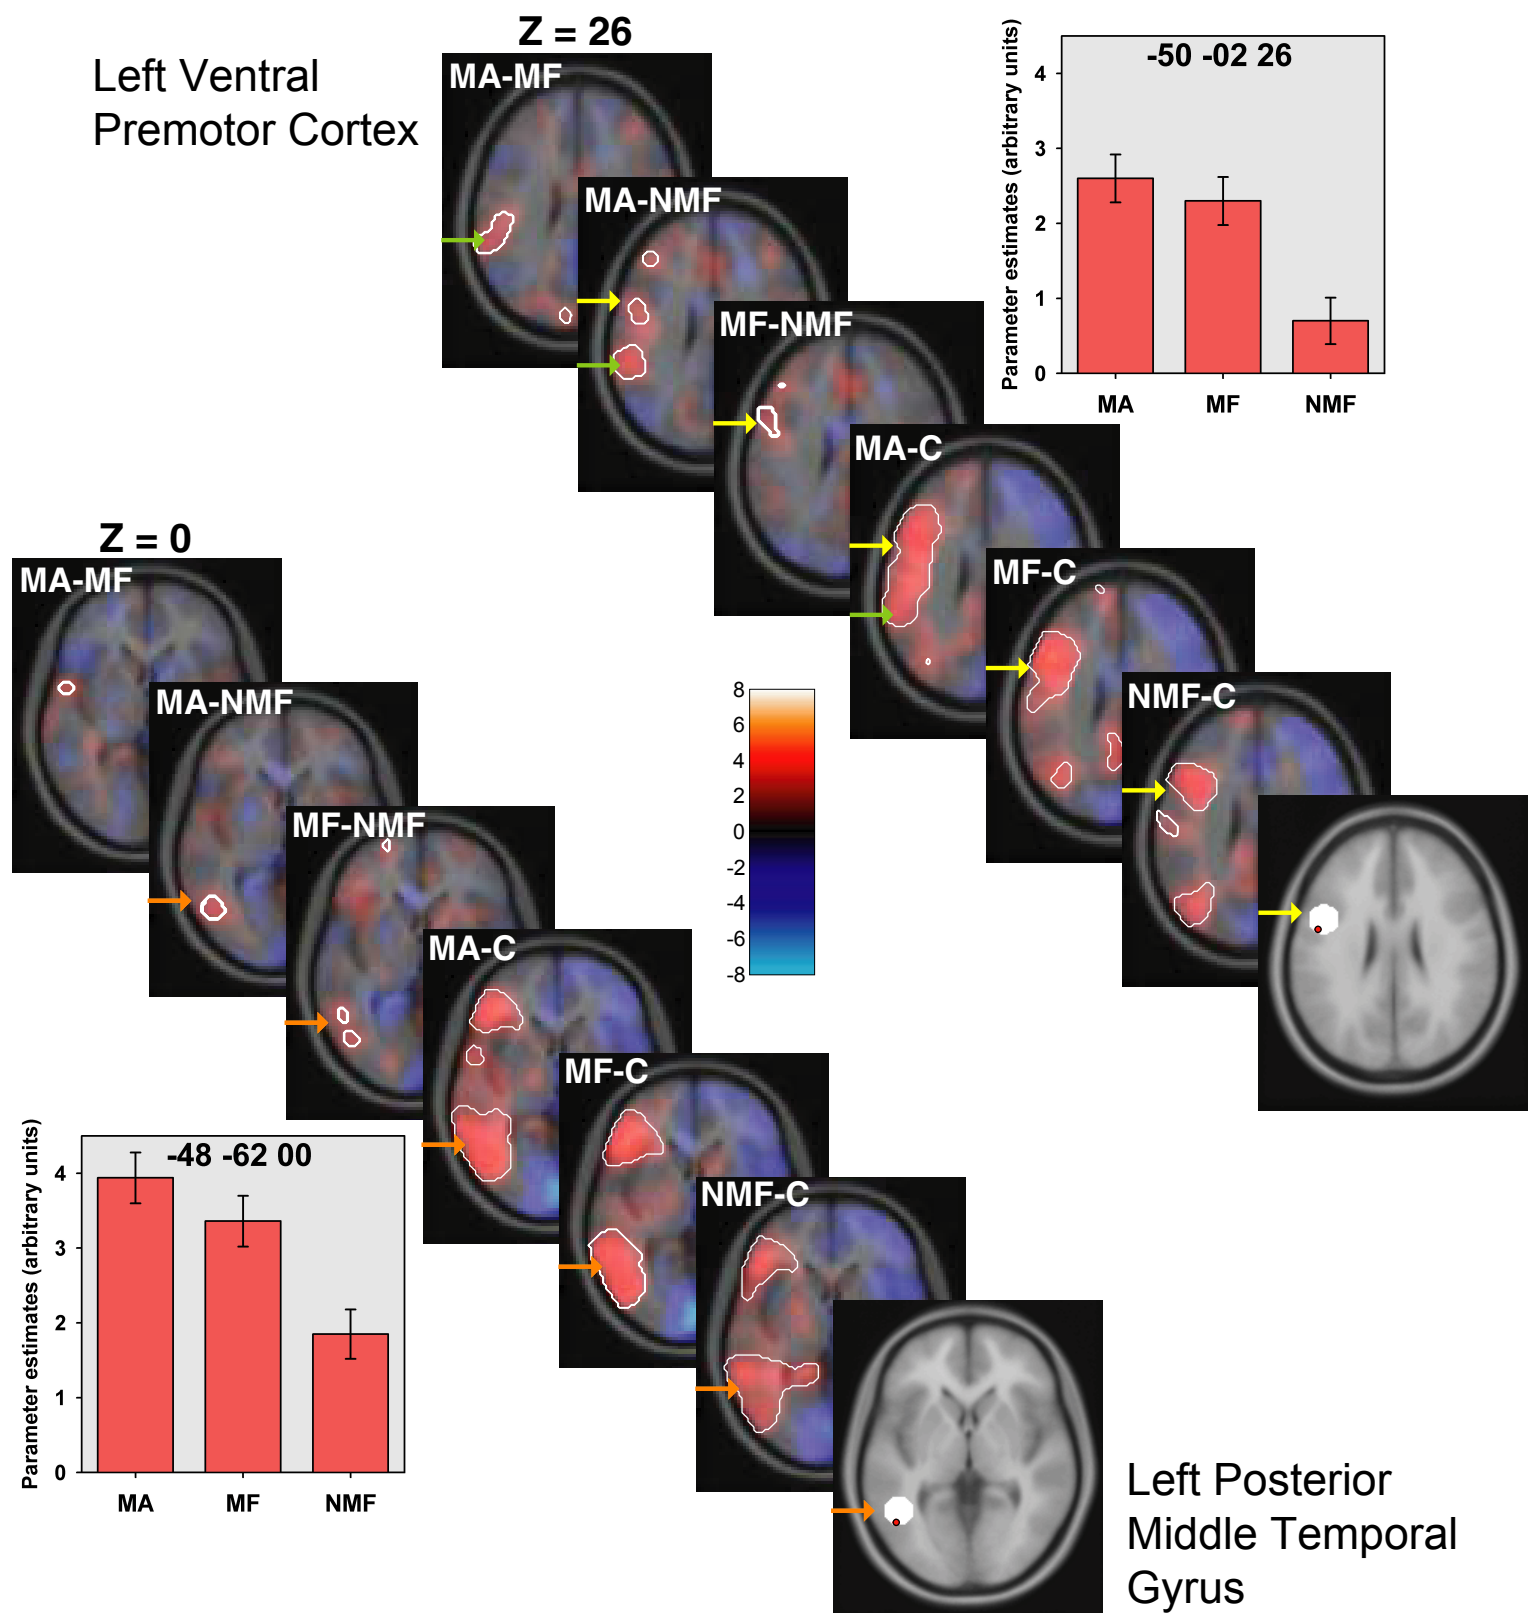 Z = 26
Left Ventral
Premotor Cortex
MA-MF
MA-NMF
MF-NMF
MA-C
MF-C
NMF-C
-50 -02 26
Parameter estimates (arbitrary units)
4
3
2
1
0
MA MF NMF
Z = 0
MA-MF
MA-NMF
MF-NMF
MA-C
MF-C
NMF-C
8
6
4
2
0
-2
-4
-6
-8
-48 -62 00
Parameter estimates (arbitrary units)
4
3
2
1
0
MA MF NMF
Left Posterior
Middle Temporal
Gyrus